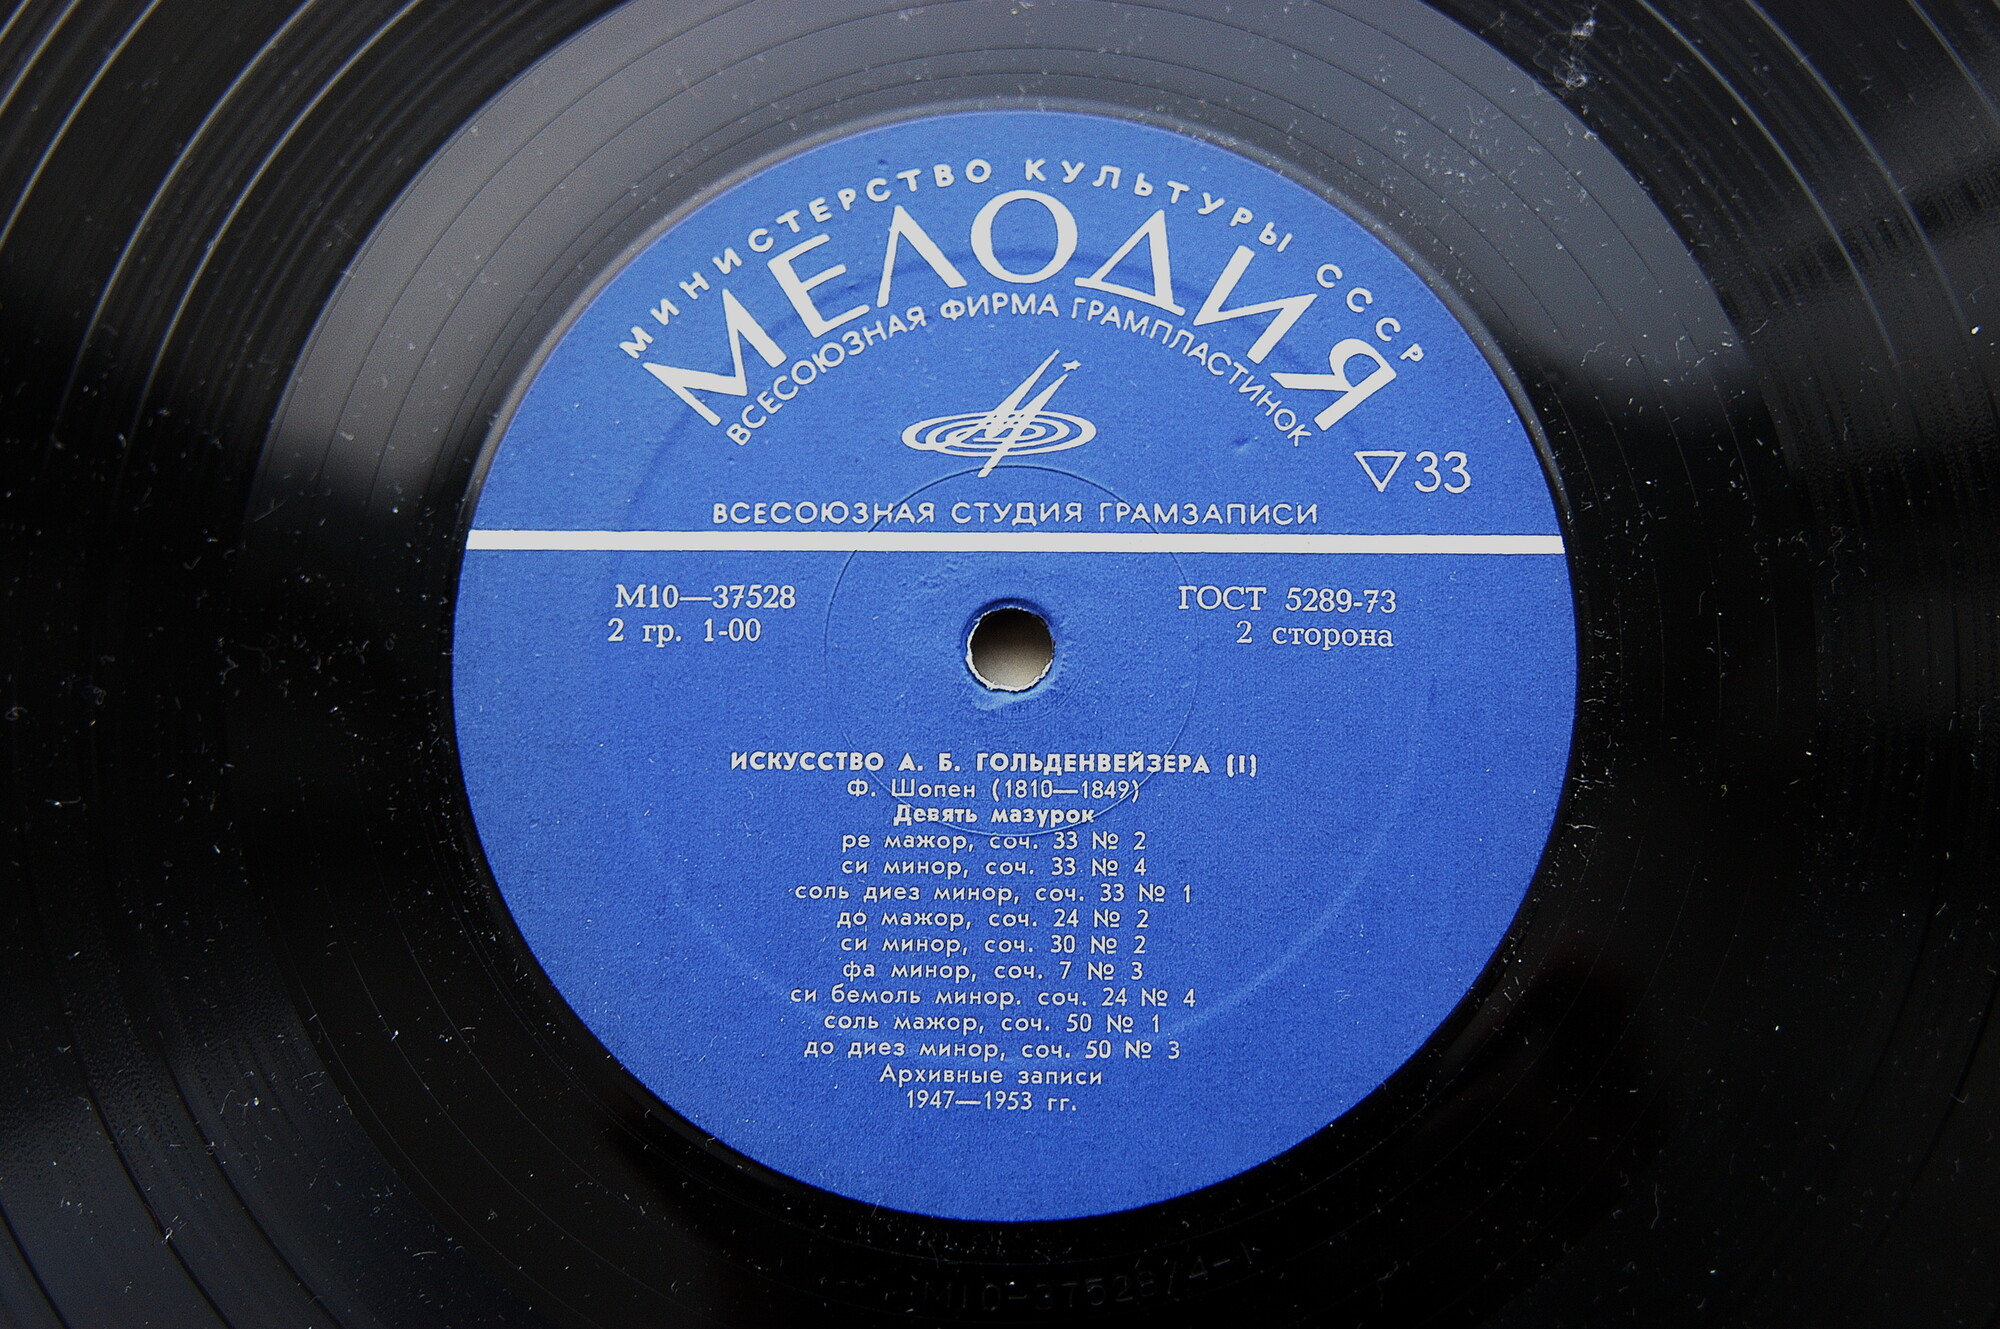 МИНИСТЕРСТВО КУЛЬТУРЫ СССР
МЕЛОДИЯ
ВСЕСОЮЗНАЯ ФИРМА ГРАМПЛАСТИНОК
▽33
ВСЕСОЮЗНАЯ СТУДИЯ ГРАМЗАПИСИ
М10—37528
ГОСТ 5289-73
2 гр. 1-00
2 сторона
ИСКУССТВО А. Б. ГОЛЬДЕНВЕЙЗЕРА (I)
Ф. Шопен (1810—1849)
Девять мазурок
ре мажор, соч. 33 № 2
си минор, соч. 33 № 4
соль диез минор, соч. 33 № 1
до мажор, соч. 24 № 2
си минор, соч. 30 № 2
фа минор, соч. 7 № 3
си бемоль минор. соч. 24 № 4
соль мажор, соч. 50 № 1
до диез минор, соч. 50 № 3
Архивные записи
1947—1953 гг.